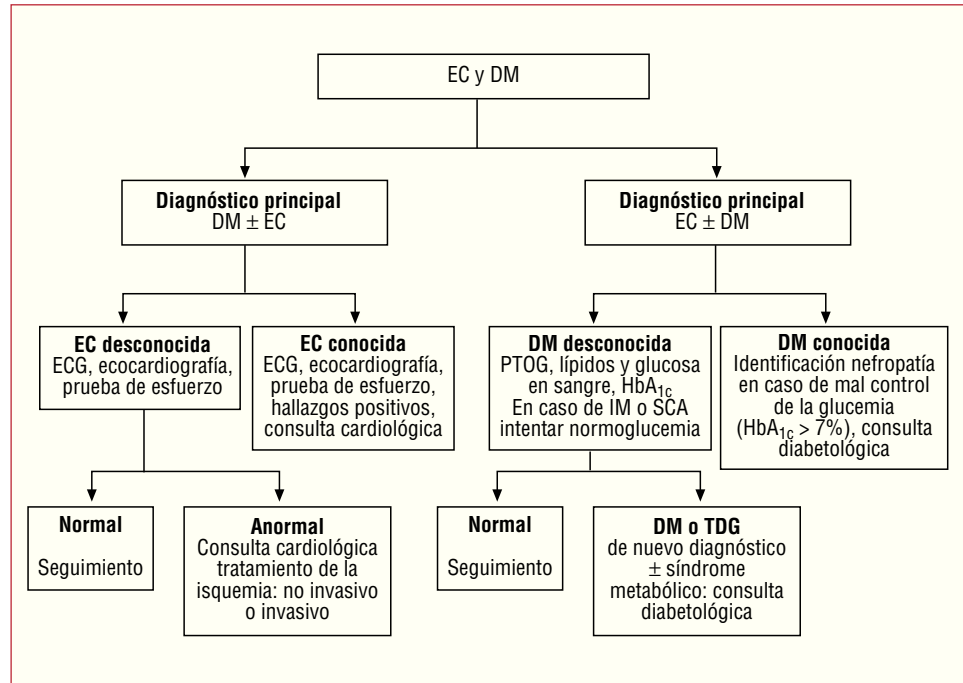 EC y DM
Diagnóstico principal
DM ± EC
Diagnóstico principal
EC ± DM
EC desconocida
ECG, ecocardiografía,
prueba de esfuerzo
EC conocida
ECG, ecocardiografía,
prueba de esfuerzo,
hallazgos positivos,
consulta cardiológica
DM desconocida
PTOG, lípidos y glucosa
en sangre, HbA1c
En caso de IM o SCA
intentar normoglucemia
DM conocida
Identificación nefropatía
en caso de mal control
de la glucemia
(HbA1c > 7%), consulta
diabetológica
Normal
Seguimiento
Anormal
Consulta cardiológica
tratamiento de la
isquemia: no invasivo
o invasivo
Normal
Seguimiento
DM o TDG
de nuevo diagnóstico
± síndrome
metabólico: consulta
diabetológica